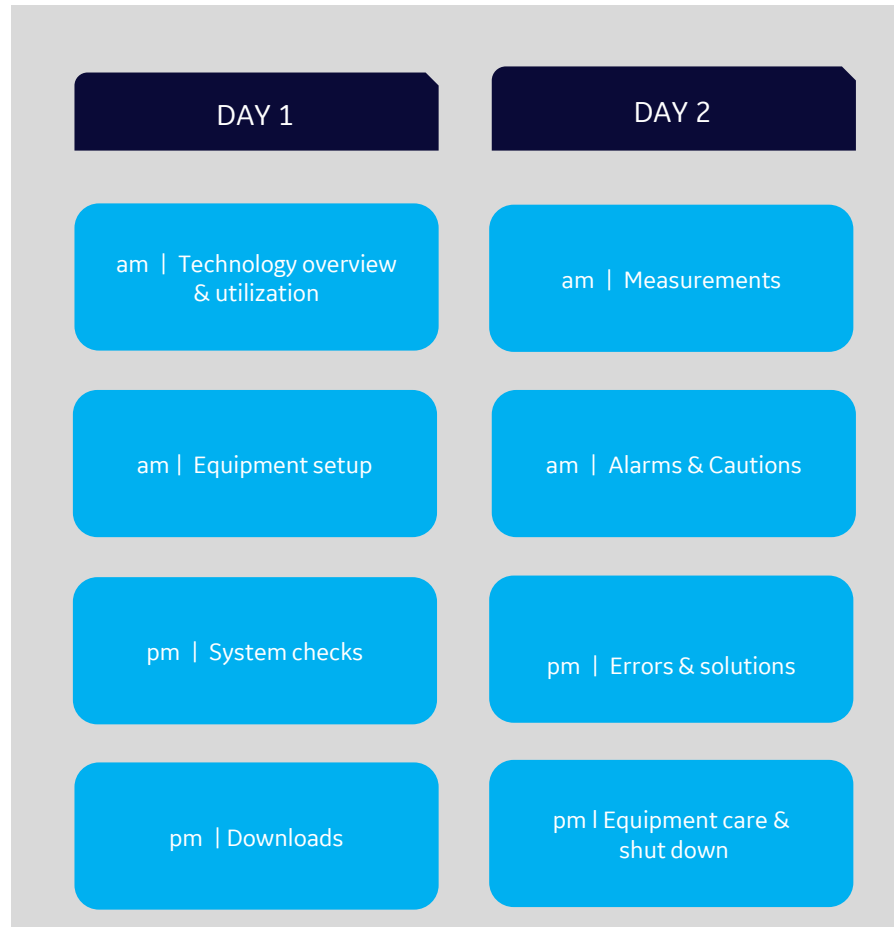 DAY 1
am | Technology overview
& utilization
am | Equipment setup
pm | System checks
pm | Downloads
DAY 2
am | Measurements
am | Alarms & Cautions
pm | Errors & solutions
pm l Equipment care &
shut down